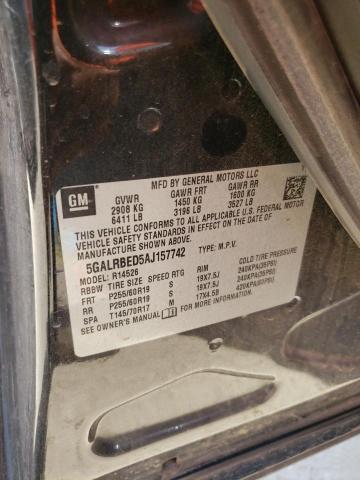 GM
MFD BY GENERAL MOTORS LLC
GVWR GAWR FRT GAWR RR
2908 KG 1450 KG 1600 KG
6411 LB 3196 LB 3527 LB
THIS VEHICLE CONFORMS TO ALL APPLICABLE U.S. FEDERAL MOTOR
VEHICLE SAFETY STANDARDS IN EFFECT ON THE DATE OF
MANUFACTURE SHOWN ABOVE.
5GALRBED5AJ157742 TYPE: M.P.V.
MODEL: R14526
RBBW TIRE SIZE SPEED RTG RIM COLD TIRE PRESSURE
FRT P255/60R19 S 19X7.5J 240KPA(35PSI)
RR P255/60R19 S 19X7.5J 240KPA(35PSI)
SPA T145/70R17 M 17X4.5B 420KPA(60PSI)
SEE OWNERS MANUAL FOR MORE INFORMATION.